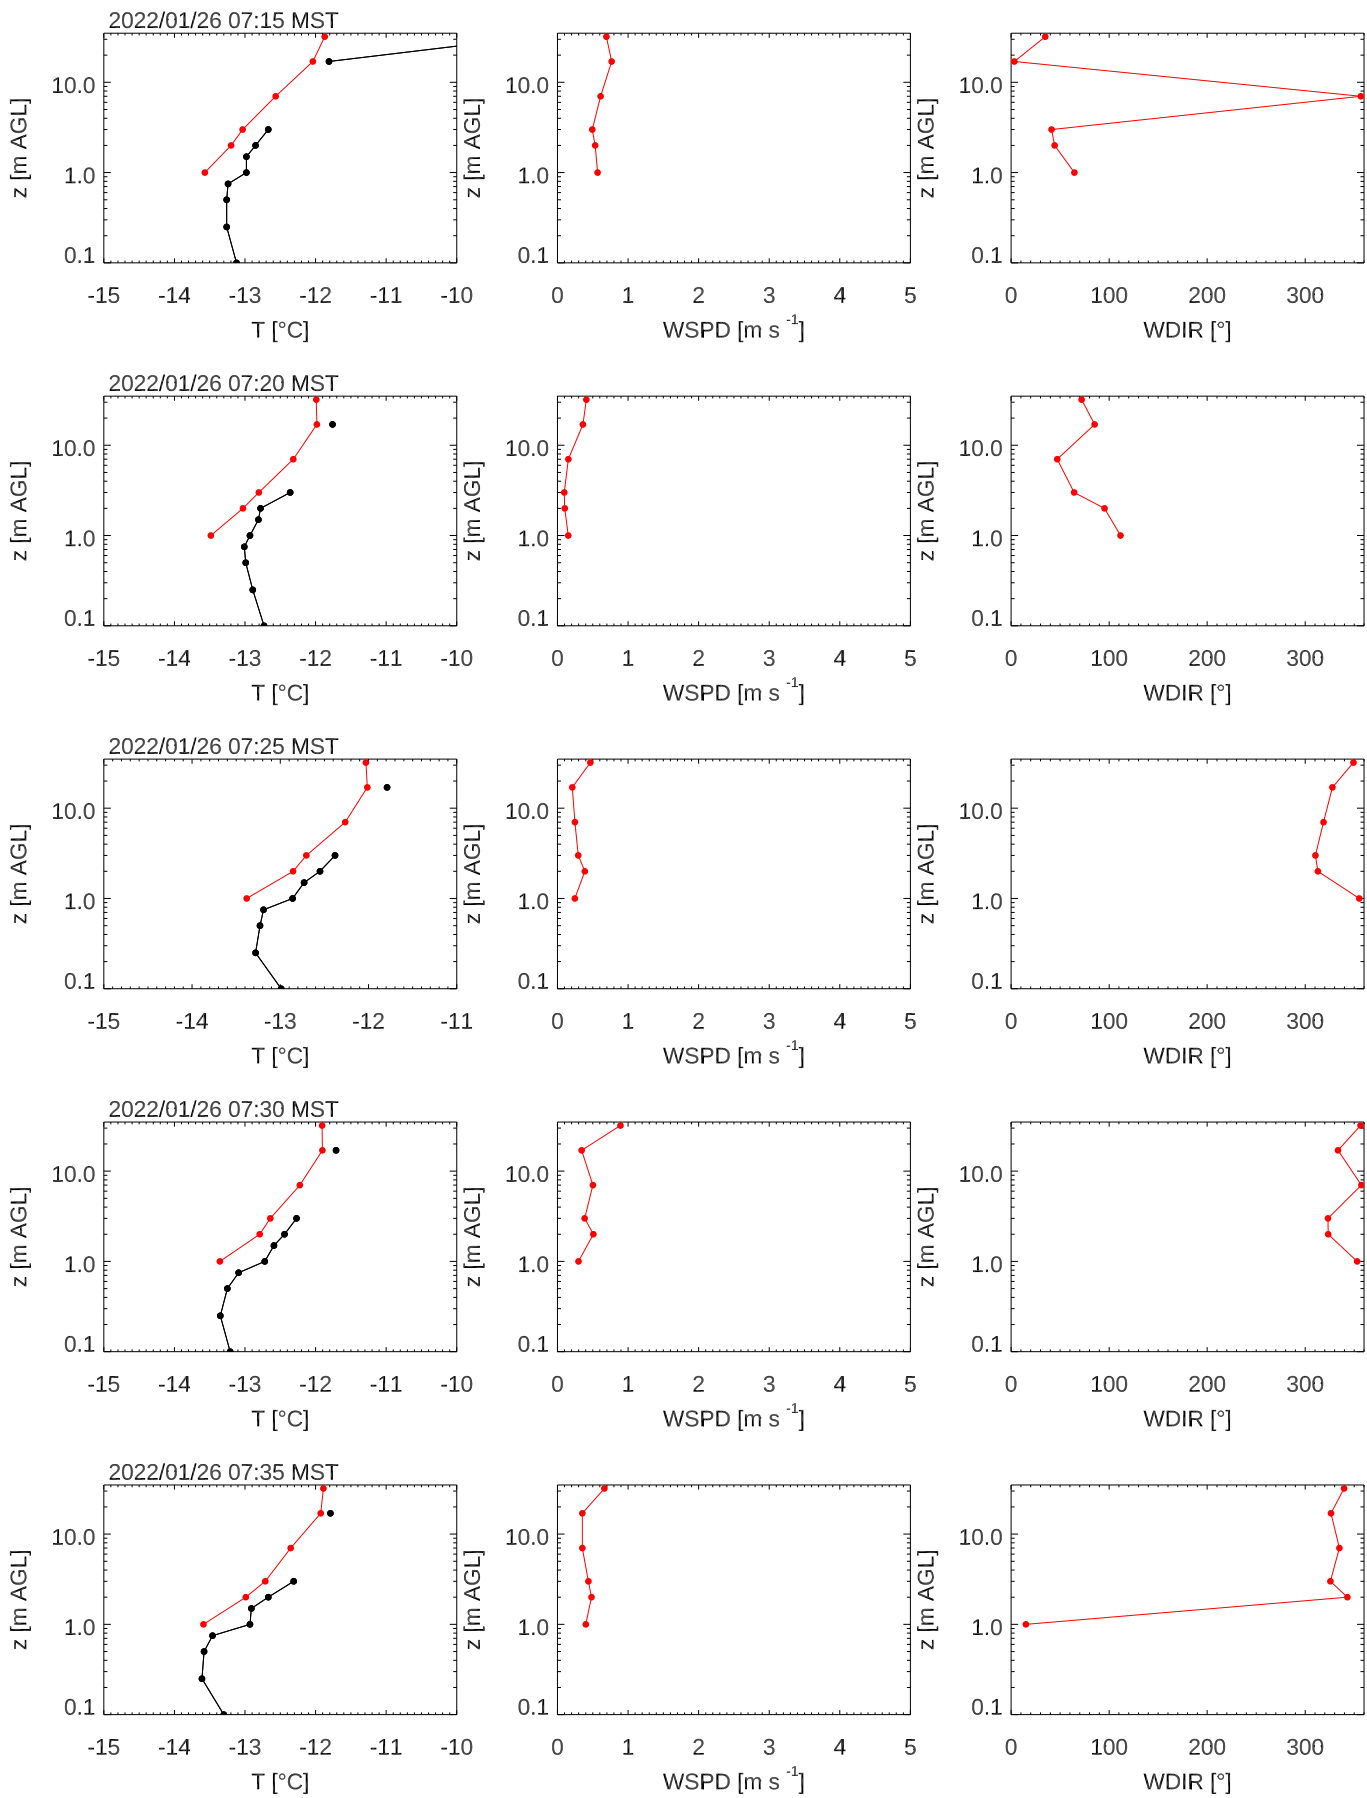 2022/01/26 07:15 MST
10.0 10.0 10.0
z [m AGL] z [m AGL] z [m AGL]
1.0 1.0 1.0
0.1 0.1 0.1
-15 -14 -13 -12 -11 -10 0 1 2 3 4 5 0 100 200 300
T [°C] WSPD [m s -1] WDIR [°]
2022/01/26 07:20 MST
10.0 10.0 10.0
z [m AGL] z [m AGL] z [m AGL]
1.0 1.0 1.0
0.1 0.1 0.1
-15 -14 -13 -12 -11 -10 0 1 2 3 4 5 0 100 200 300
T [°C] WSPD [m s -1] WDIR [°]
2022/01/26 07:25 MST
10.0 10.0 10.0
z [m AGL] z [m AGL] z [m AGL]
1.0 1.0 1.0
0.1 0.1 0.1
-15 -14 -13 -12 -11 0 1 2 3 4 5 0 100 200 300
T [°C] WSPD [m s -1] WDIR [°]
2022/01/26 07:30 MST
10.0 10.0 10.0
z [m AGL] z [m AGL] z [m AGL]
1.0 1.0 1.0
0.1 0.1 0.1
-15 -14 -13 -12 -11 -10 0 1 2 3 4 5 0 100 200 300
T [°C] WSPD [m s -1] WDIR [°]
2022/01/26 07:35 MST
10.0 10.0 10.0
z [m AGL] z [m AGL] z [m AGL]
1.0 1.0 1.0
0.1 0.1 0.1
-15 -14 -13 -12 -11 -10 0 1 2 3 4 5 0 100 200 300
T [°C] WSPD [m s -1] WDIR [°]